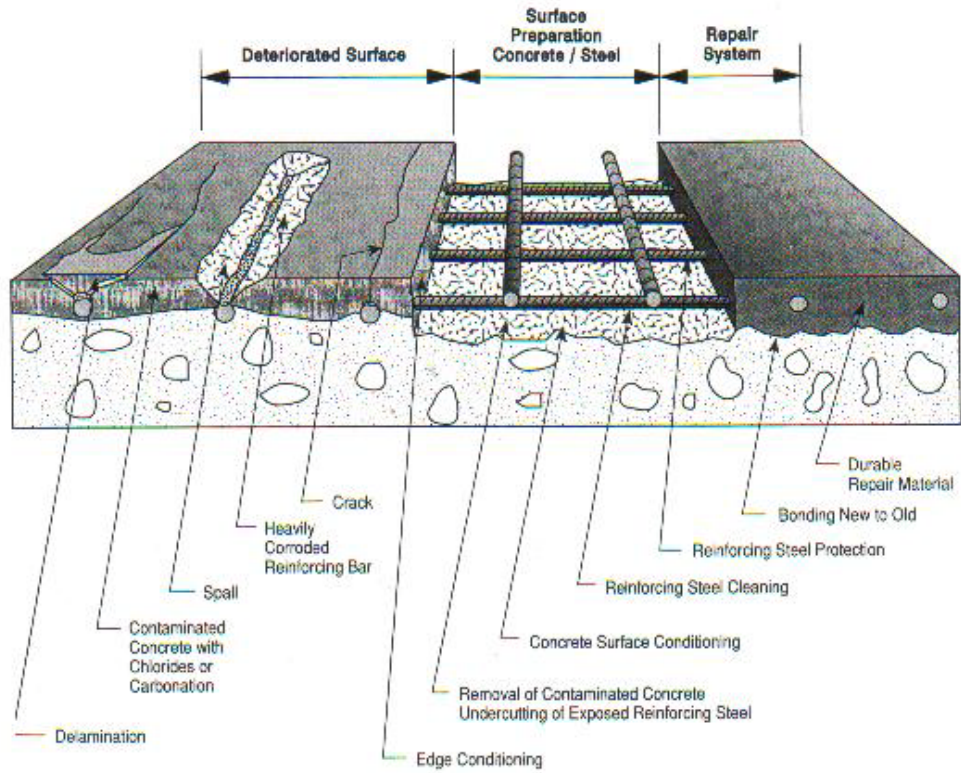 Deteriorated Surface
Surface
Preparation
Concrete / Steel
Repair
System
Durable
Repair Material
Crack
Bonding New to Old
Heavily
Corroded
Reinforcing Bar
Reinforcing Steel Protection
Spall
Reinforcing Steel Cleaning
Contaminated
Concrete with
Chlorides or
Carbonation
Concrete Surface Conditioning
Removal of Contaminated Concrete
Undercutting of Exposed Reinforcing Steel
Delamination
Edge Conditioning